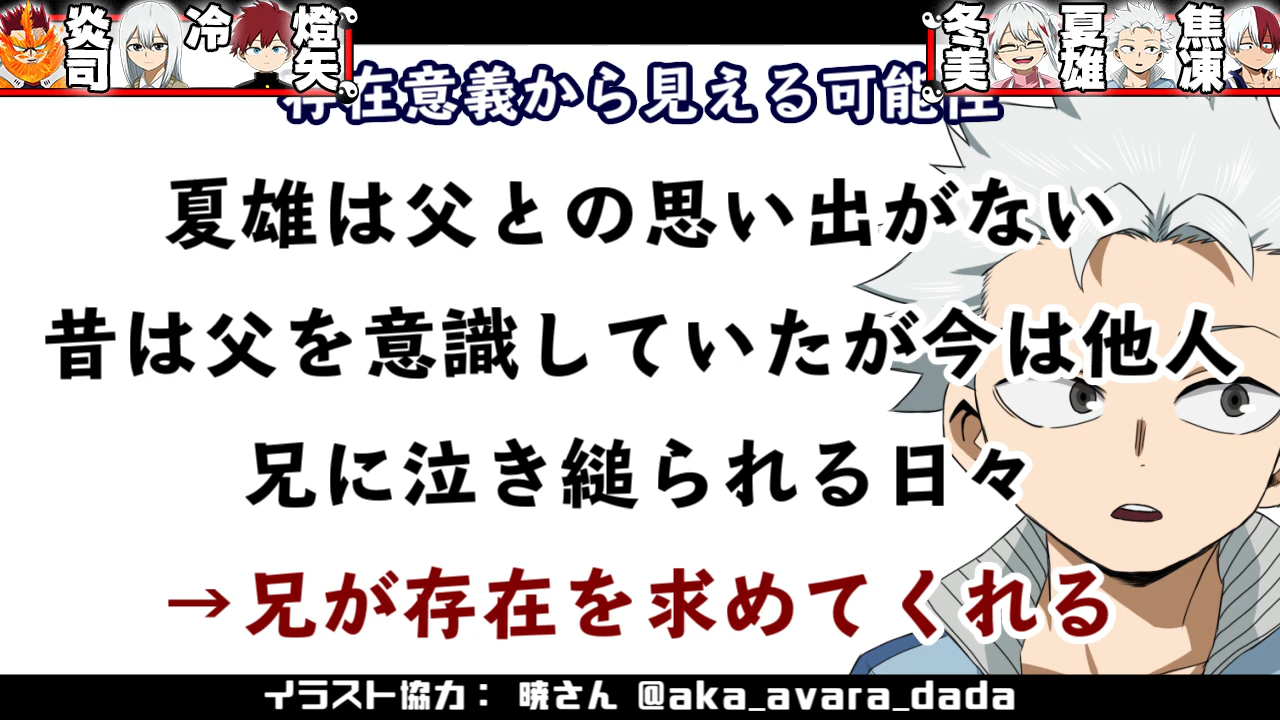 炎司
冷
燈矢
冬美
夏雄
焦凍
存在意義から見える可能性
夏雄は父との思い出がない
昔は父を意識していたが今は他人
兄に泣き縋られる日々
→兄が存在を求めてくれる
イラスト協力： 暁さん @aka_avara_dada